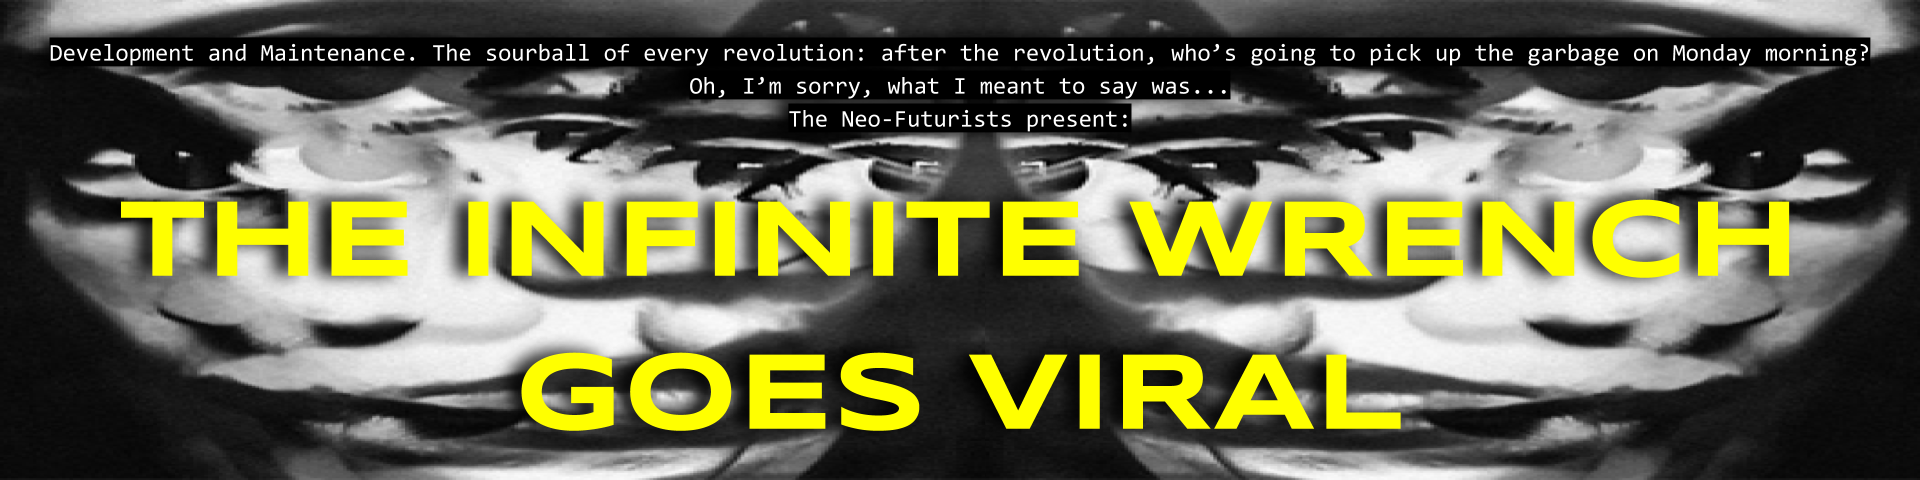 Development and Maintenance. The sourball of every revolution: after the revolution, who’s going to pick up the garbage on Monday morning?
Oh, I’m sorry, what I meant to say was...
The Neo-Futurists present:
THE INFINITE WRENCH
GOES VIRAL